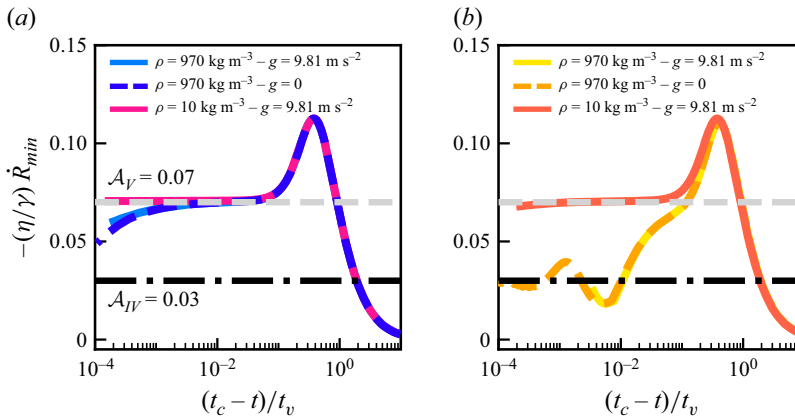 (a)
0.15
ρ = 970 kg m⁻³ – g = 9.81 m s⁻²
ρ = 970 kg m⁻³ – g = 0
ρ = 10 kg m⁻³ – g = 9.81 m s⁻²
0.10
𝒜_V = 0.07
0.05
𝒜_IV = 0.03
0
10⁻⁴ 10⁻² 10⁰
(t_c – t)/t_v
–(η/γ) Ṙ_min
(b)
0.15
ρ = 970 kg m⁻³ – g = 9.81 m s⁻²
ρ = 970 kg m⁻³ – g = 0
ρ = 10 kg m⁻³ – g = 9.81 m s⁻²
0.10
0.05
0
10⁻⁴ 10⁻² 10⁰
(t_c – t)/t_v